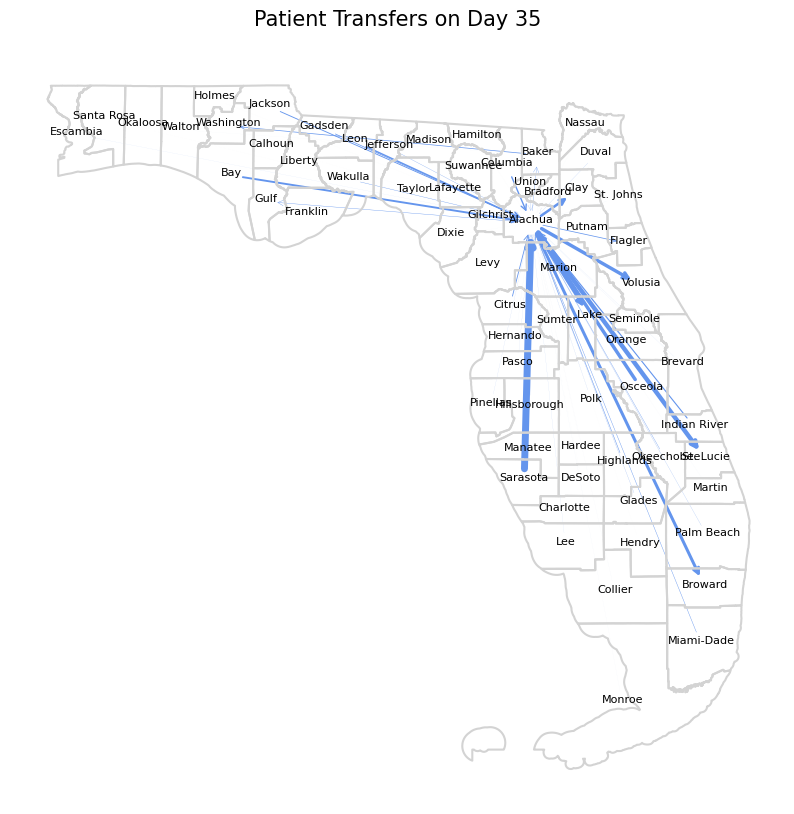 Patient Transfers on Day 35
Holmes
Jackson
Santa Rosa
Okaloosa
Walton
Washington
Escambia
Gadsden
Leon
Jefferson
Madison
Hamilton
Nassau
Calhoun
Liberty
Suwannee
Columbia
Baker
Duval
Bay
Wakulla
Taylor
Lafayette
Union
Bradford
Clay
St. Johns
Gulf
Franklin
Gilchrist
Alachua
Putnam
Dixie
Flagler
Levy
Marion
Volusia
Citrus
Sumter
Lake
Seminole
Hernando
Orange
Pasco
Brevard
Osceola
Pinellas
Hillsborough
Polk
Indian River
Manatee
Hardee
Highlands
Okeechobee
St. Lucie
Sarasota
DeSoto
Martin
Charlotte
Glades
Palm Beach
Lee
Hendry
Collier
Broward
Miami-Dade
Monroe